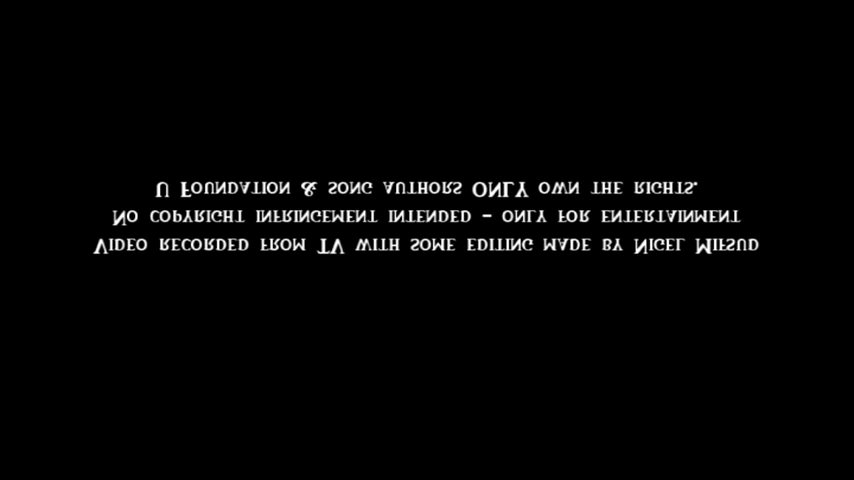 Video recorded from TV with some editing made by Nigel Mifsud
No copyright infringement intended - only for entertainment
U Foundation & song authors ONLY own the rights.